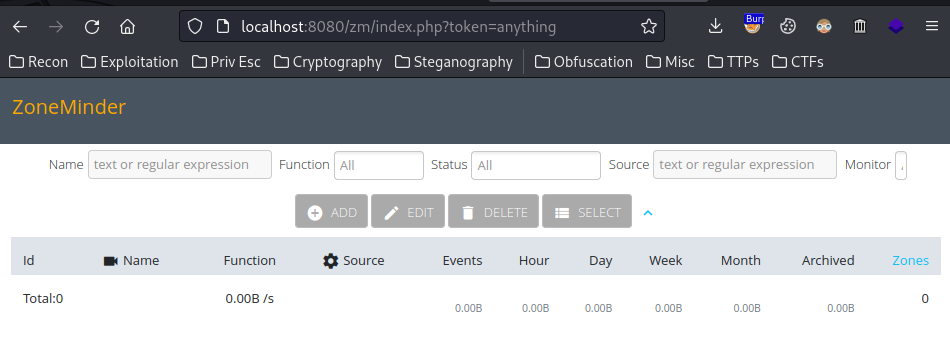 localhost:8080/zm/index.php?token=anything
Burp
Recon Exploitation Priv Esc Cryptography Steganography Obfuscation Misc TTPs CTFs
ZoneMinder
Name text or regular expression Function All Status All Source text or regular expression Monitor
ADD EDIT DELETE SELECT
Id Name Function Source Events Hour Day Week Month Archived Zones
Total:0 0.00B /s 0.00B 0.00B 0.00B 0.00B 0.00B 0.00B 0